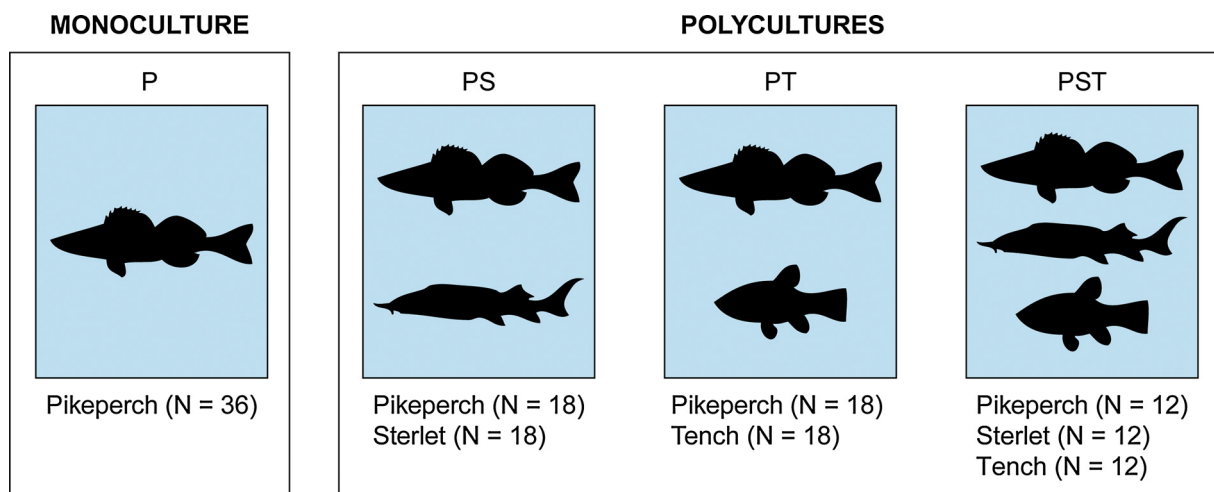 MONOCULTURE
P
Pikeperch (N = 36)
POLYCULTURES
PS
Pikeperch (N = 18)
Sterlet (N = 18)
PT
Pikeperch (N = 18)
Tench (N = 18)
PST
Pikeperch (N = 12)
Sterlet (N = 12)
Tench (N = 12)